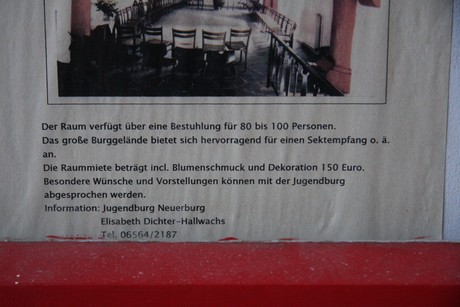 Der Raum verfügt über eine Bestuhlung für 80 bis 100 Personen.
Das große Burggelände bietet sich hervorragend für einen Sektempfang o. ä.
an.
Die Raummiete beträgt incl. Blumenschmuck und Dekoration 150 Euro.
Besondere Wünsche und Vorstellungen können mit der Jugendburg
abgesprochen werden.
Information: Jugendburg Neuerburg
Elisabeth Dichter-Hallwachs
Tel. 06564/2187